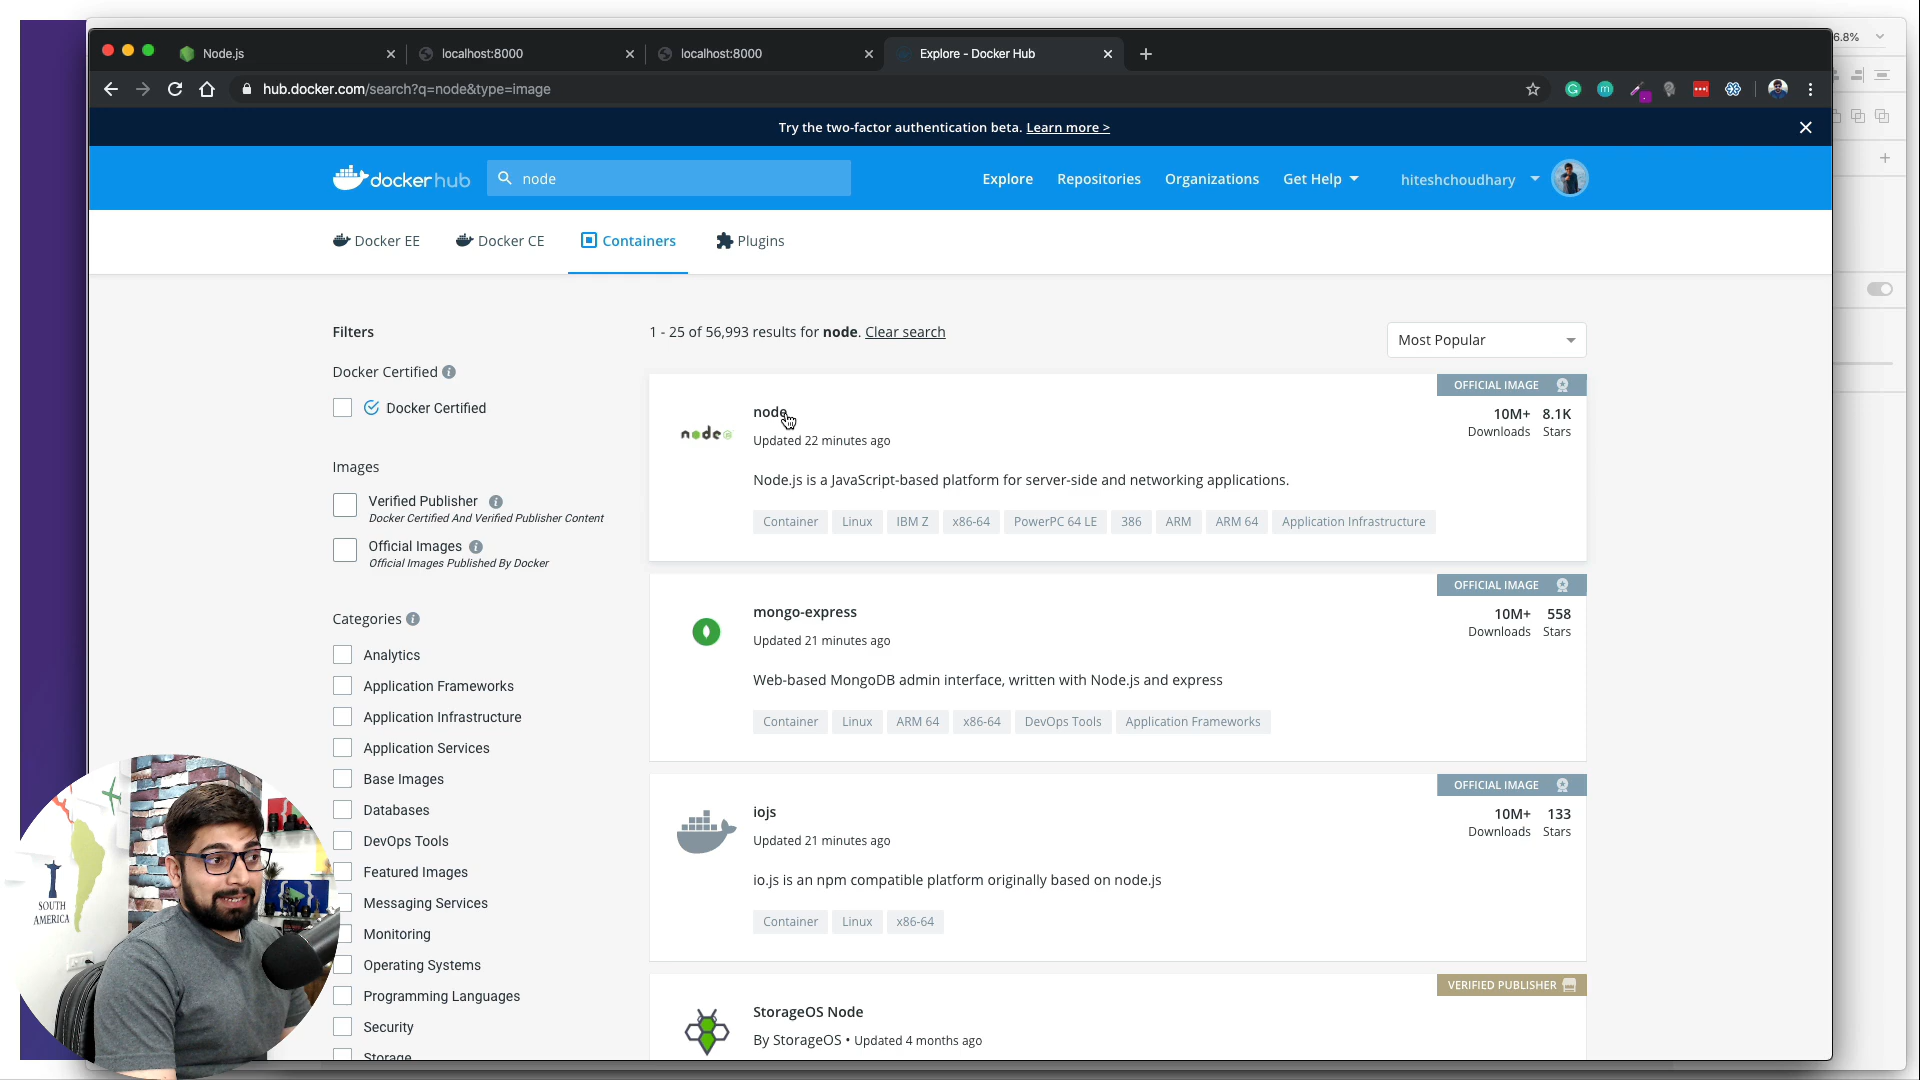 6.8%
Node.js
localhost:8000
localhost:8000
Explore - Docker Hub
hub.docker.com/search?q=node&type=image
Try the two-factor authentication beta. Learn more >
docker hub
node
Explore
Repositories
Organizations
Get Help
hiteshchoudhary
Docker EE
Docker CE
Containers
Plugins
Filters
Docker Certified
Docker Certified
Images
Verified Publisher
Docker Certified And Verified Publisher Content
Official Images
Official Images Published By Docker
Categories
Analytics
Application Frameworks
Application Infrastructure
Application Services
Base Images
Databases
DevOps Tools
Featured Images
Messaging Services
Monitoring
Operating Systems
Programming Languages
Security
Storage
1 - 25 of 56,993 results for node. Clear search
Most Popular
OFFICIAL IMAGE
node
node
Updated 22 minutes ago
10M+ 8.1K
Downloads Stars
Node.js is a JavaScript-based platform for server-side and networking applications.
Container Linux IBM Z x86-64 PowerPC 64 LE 386 ARM ARM 64 Application Infrastructure
OFFICIAL IMAGE
mongo-express
Updated 21 minutes ago
10M+ 558
Downloads Stars
Web-based MongoDB admin interface, written with Node.js and express
Container Linux ARM 64 x86-64 DevOps Tools Application Frameworks
OFFICIAL IMAGE
iojs
Updated 21 minutes ago
10M+ 133
Downloads Stars
io.js is an npm compatible platform originally based on node.js
Container Linux x86-64
VERIFIED PUBLISHER
StorageOS Node
By StorageOS • Updated 4 months ago
SOUTH
AMERICA